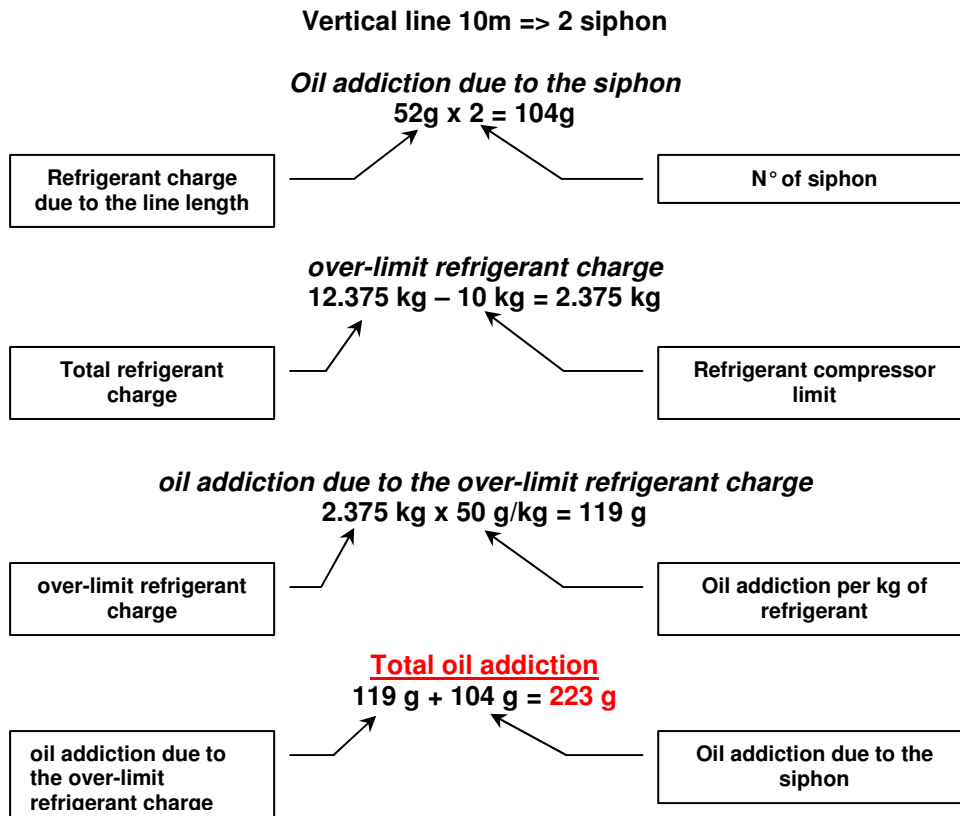 Vertical line 10m => 2 siphon
Oil addiction due to the siphon
52g x 2 = 104g
Refrigerant charge
due to the line length
N° of siphon
over-limit refrigerant charge
12.375 kg – 10 kg = 2.375 kg
Total refrigerant
charge
Refrigerant compressor
limit
oil addiction due to the over-limit refrigerant charge
2.375 kg x 50 g/kg = 119 g
over-limit refrigerant
charge
Oil addiction per kg of
refrigerant
Total oil addiction
119 g + 104 g = 223 g
oil addiction due to
the over-limit
refrigerant charge
Oil addiction due to the
siphon